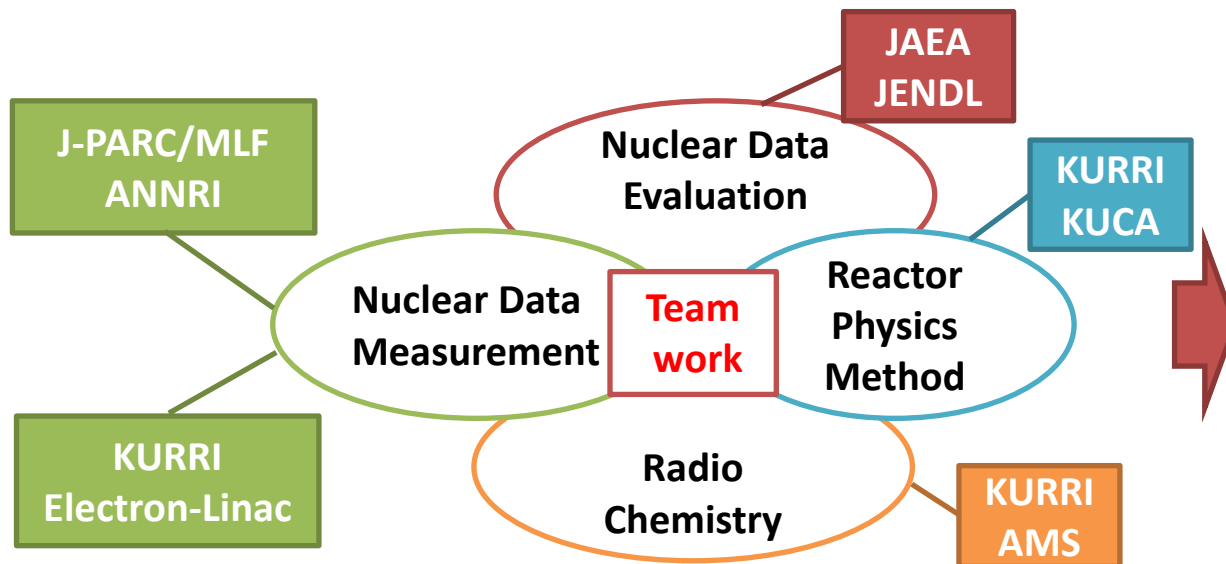 JAEA
JENDL
J-PARC/MLF
ANNRI
Nuclear Data
Evaluation
KURRI
KUCA
Nuclear Data
Measurement
Team
work
Reactor
Physics
Method
KURRI
Electron-Linac
Radio
Chemistry
KURRI
AMS